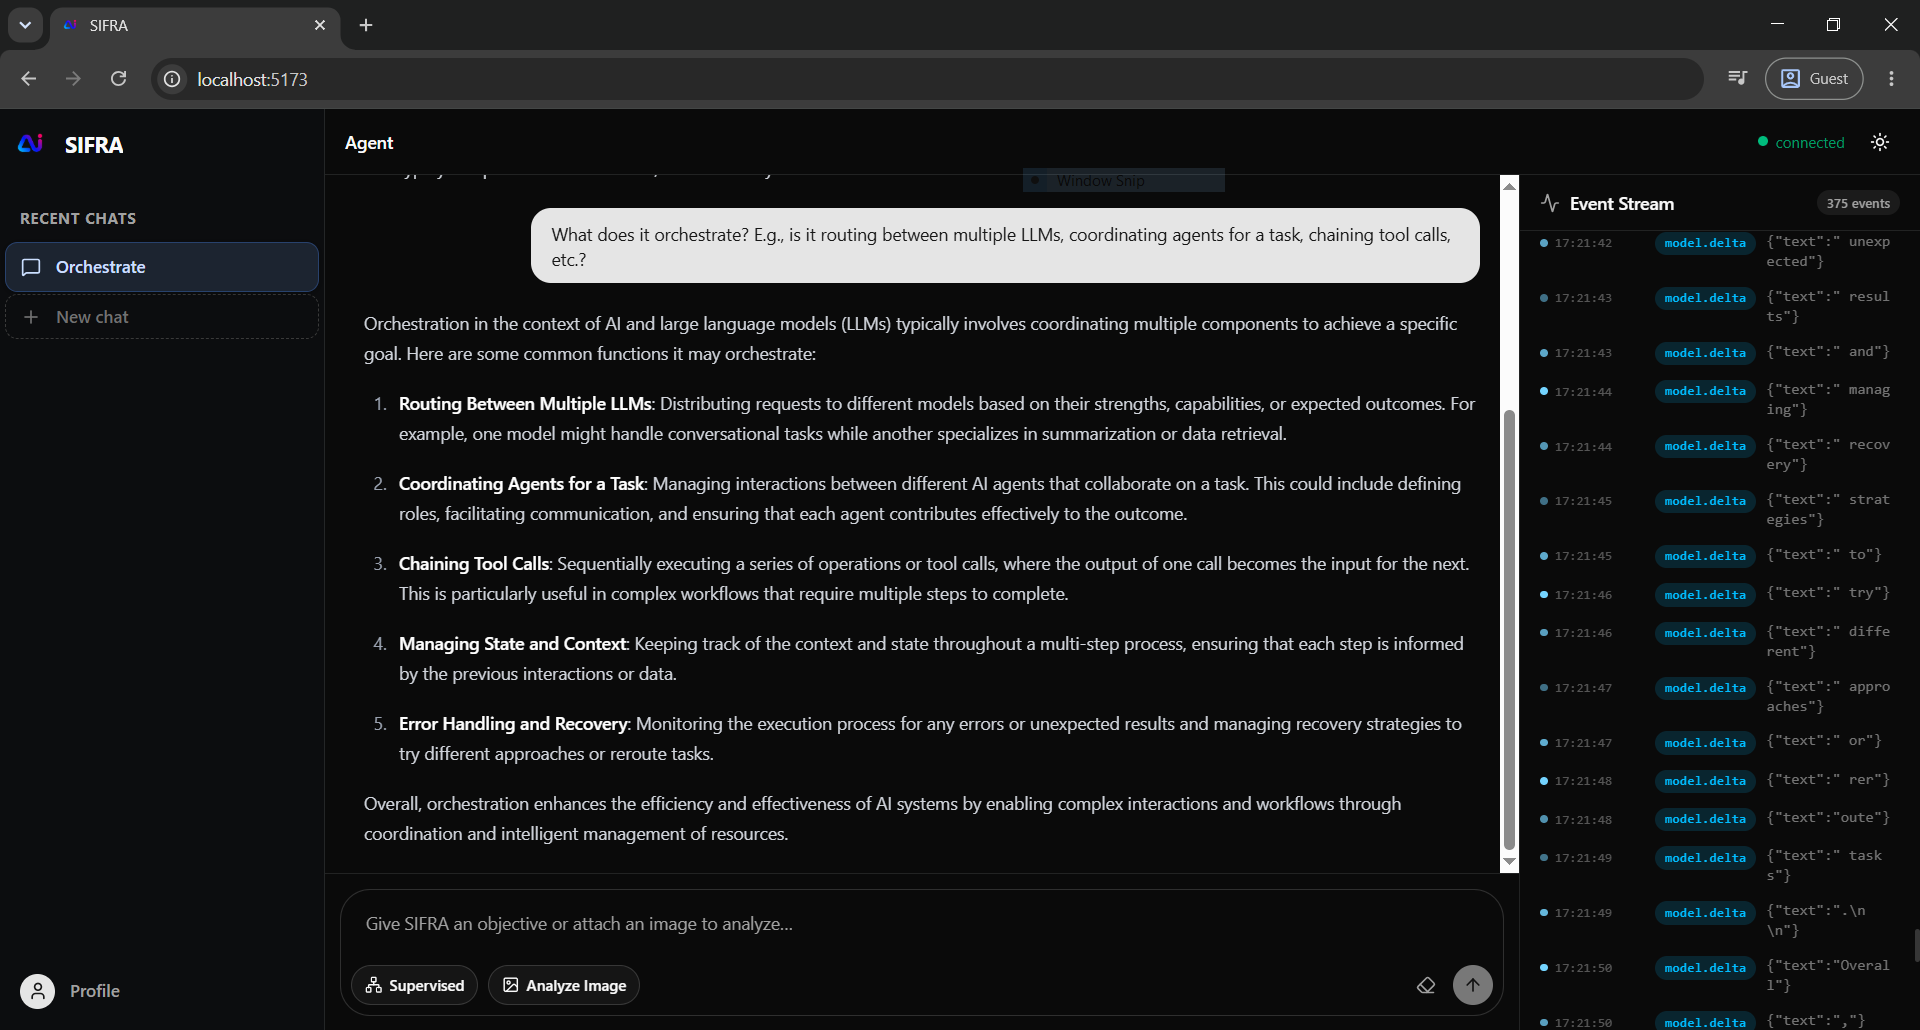 SIFRA
localhost:5173
Guest
SIFRA
RECENT CHATS
Orchestrate
New chat
Profile
Agent
connected
Window Snip
What does it orchestrate? E.g., is it routing between multiple LLMs, coordinating agents for a task, chaining tool calls,
etc.?
Orchestration in the context of AI and large language models (LLMs) typically involves coordinating multiple components to achieve a specific
goal. Here are some common functions it may orchestrate:
1. Routing Between Multiple LLMs: Distributing requests to different models based on their strengths, capabilities, or expected outcomes. For
example, one model might handle conversational tasks while another specializes in summarization or data retrieval.
2. Coordinating Agents for a Task: Managing interactions between different AI agents that collaborate on a task. This could include defining
roles, facilitating communication, and ensuring that each agent contributes effectively to the outcome.
3. Chaining Tool Calls: Sequentially executing a series of operations or tool calls, where the output of one call becomes the input for the next.
This is particularly useful in complex workflows that require multiple steps to complete.
4. Managing State and Context: Keeping track of the context and state throughout a multi-step process, ensuring that each step is informed
by the previous interactions or data.
5. Error Handling and Recovery: Monitoring the execution process for any errors or unexpected results and managing recovery strategies to
try different approaches or reroute tasks.
Overall, orchestration enhances the efficiency and effectiveness of AI systems by enabling complex interactions and workflows through
coordination and intelligent management of resources.
Give SIFRA an objective or attach an image to analyze...
Supervised
Analyze Image
Event Stream
375 events
17:21:42 model.delta {"text":" unexp
ected"}
17:21:43 model.delta {"text":" resul
ts"}
17:21:43 model.delta {"text":" and"}
17:21:44 model.delta {"text":" manag
ing"}
17:21:44 model.delta {"text":" recov
ery"}
17:21:45 model.delta {"text":" strat
egies"}
17:21:45 model.delta {"text":" to"}
17:21:46 model.delta {"text":" try"}
17:21:46 model.delta {"text":" diffe
rent"}
17:21:47 model.delta {"text":" appro
aches"}
17:21:47 model.delta {"text":" or"}
17:21:48 model.delta {"text":" rer"}
17:21:48 model.delta {"text":"oute"}
17:21:49 model.delta {"text":" task
s"}
17:21:49 model.delta {"text":".\n
\n"}
17:21:50 model.delta {"text":"Overal
l"}
17:21:50 model.delta {"text":","}